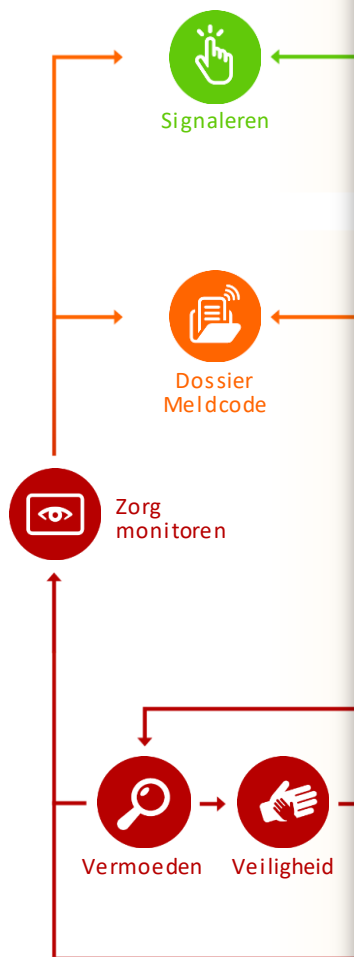 Signaleren
Dossier
Meldcode
Zorg
monitoren
Vermoeden
Veiligheid